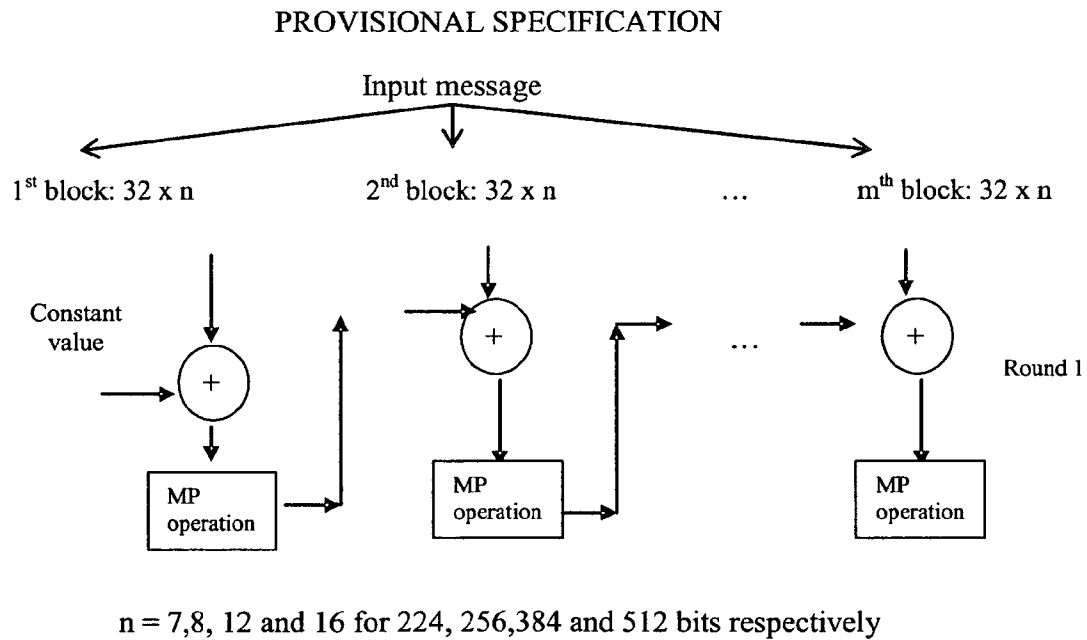 PROVISIONAL SPECIFICATION
Input message
1st block: 32 x n
2nd block: 32 x n
...
mth block: 32 x n
Constant
value
+
+
...
+
Round 1
MP
operation
MP
operation
MP
operation
n = 7,8, 12 and 16 for 224, 256,384 and 512 bits respectively